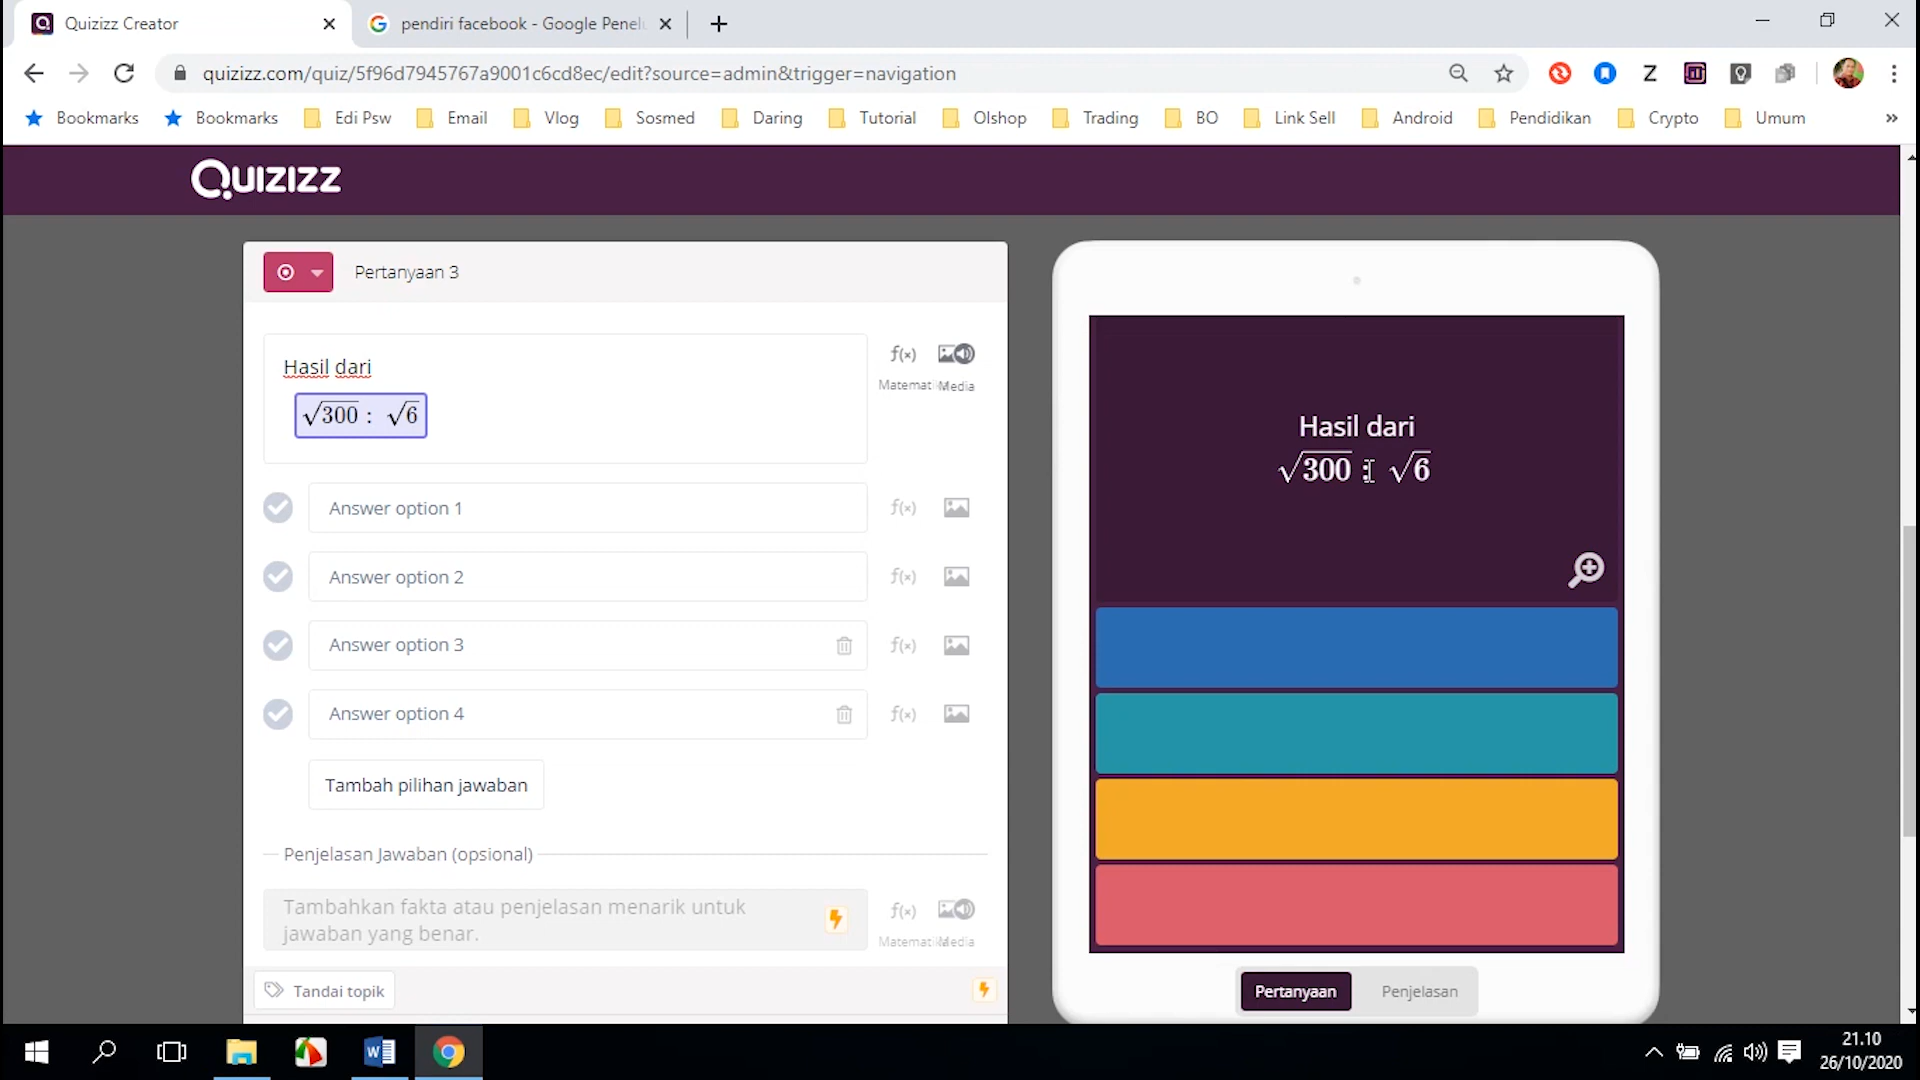 Quizizz Creator
pendiri facebook - Google Penel
quizizz.com/quiz/5f96d7945767a9001c6cd8ec/edit?source=admin&trigger=navigation
Bookmarks Bookmarks Edi Psw Email Vlog Sosmed Daring Tutorial Olshop Trading BO Link Sell Android Pendidikan Crypto Umum »
QUIZIZZ
Pertanyaan 3
Hasil dari
√300 : √6
f(x)
Matemati Media
Answer option 1 f(x)
Answer option 2 f(x)
Answer option 3 f(x)
Answer option 4 f(x)
Tambah pilihan jawaban
Penjelasan Jawaban (opsional)
Tambahkan fakta atau penjelasan menarik untuk
jawaban yang benar.
f(x)
Matemati Media
Tandai topik
Hasil dari
√300 : √6
Pertanyaan Penjelasan
21.10
26/10/2020